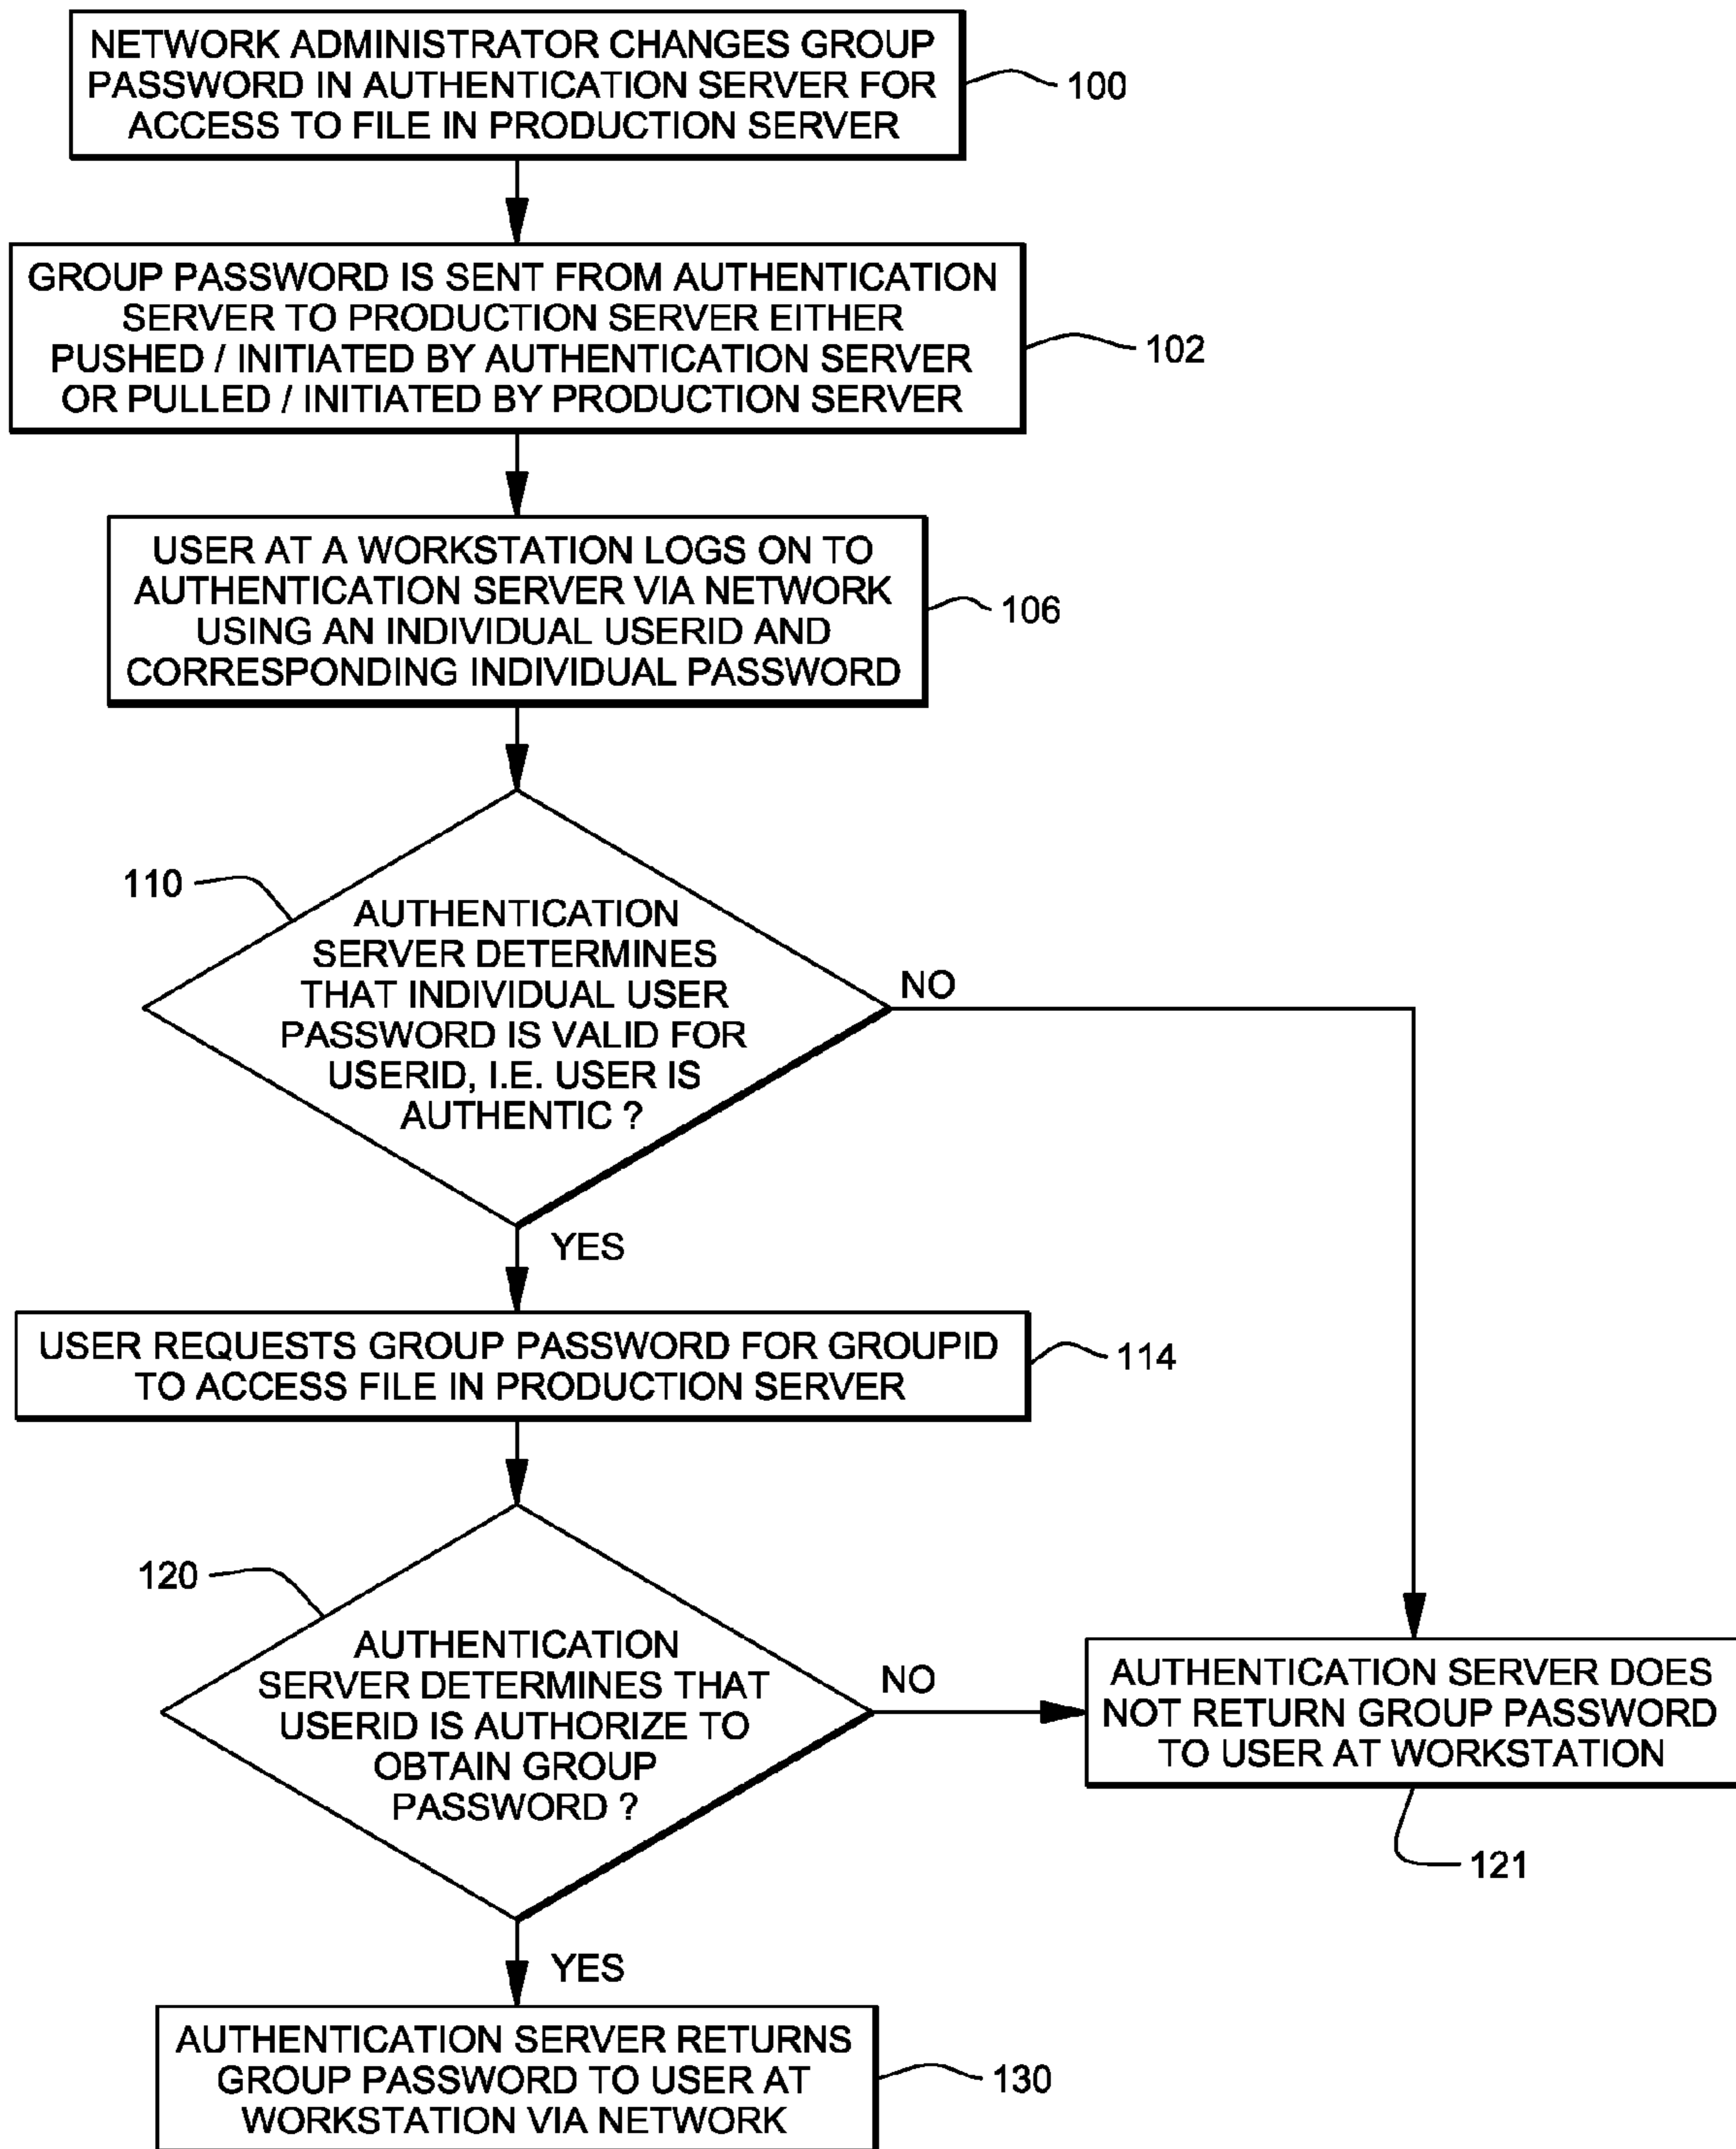 NETWORK ADMINISTRATOR CHANGES GROUP
PASSWORD IN AUTHENTICATION SERVER FOR
ACCESS TO FILE IN PRODUCTION SERVER
100
GROUP PASSWORD IS SENT FROM AUTHENTICATION
SERVER TO PRODUCTION SERVER EITHER
PUSHED / INITIATED BY AUTHENTICATION SERVER
OR PULLED / INITIATED BY PRODUCTION SERVER
102
USER AT A WORKSTATION LOGS ON TO
AUTHENTICATION SERVER VIA NETWORK
USING AN INDIVIDUAL USERID AND
CORRESPONDING INDIVIDUAL PASSWORD
106
110
AUTHENTICATION
SERVER DETERMINES
THAT INDIVIDUAL USER
PASSWORD IS VALID FOR
USERID, I.E. USER IS
AUTHENTIC ?
NO
YES
USER REQUESTS GROUP PASSWORD FOR GROUPID
TO ACCESS FILE IN PRODUCTION SERVER
114
120
AUTHENTICATION
SERVER DETERMINES THAT
USERID IS AUTHORIZE TO
OBTAIN GROUP
PASSWORD ?
NO
AUTHENTICATION SERVER DOES
NOT RETURN GROUP PASSWORD
TO USER AT WORKSTATION
121
YES
AUTHENTICATION SERVER RETURNS
GROUP PASSWORD TO USER AT
WORKSTATION VIA NETWORK
130